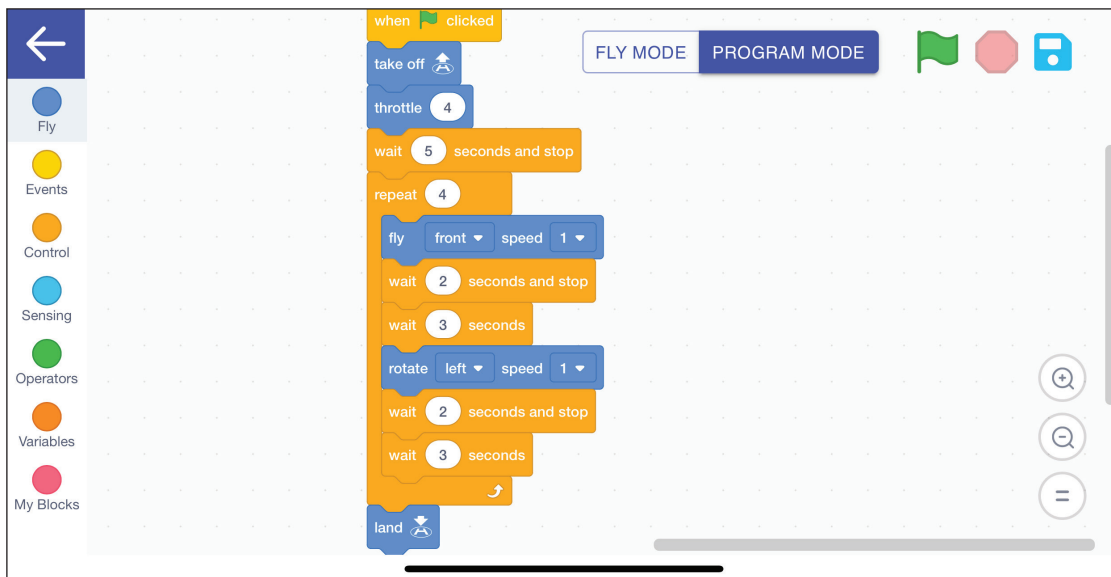 when clicked
FLY MODE PROGRAM MODE
take off
throttle 4
Fly
wait 5 seconds and stop
Events
repeat 4
fly front speed 1
Control
wait 2 seconds and stop
Sensing
wait 3 seconds
rotate left speed 1
Operators
wait 2 seconds and stop
Variables
wait 3 seconds
My Blocks
land